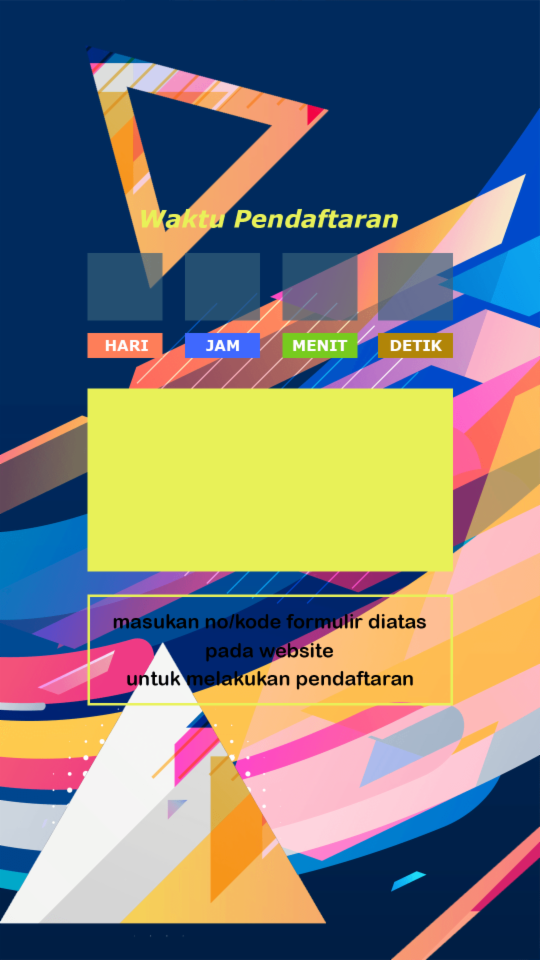 Waktu Pendaftaran
HARI JAM MENIT DETIK
masukan no/kode formulir diatas
pada website
untuk melakukan pendaftaran